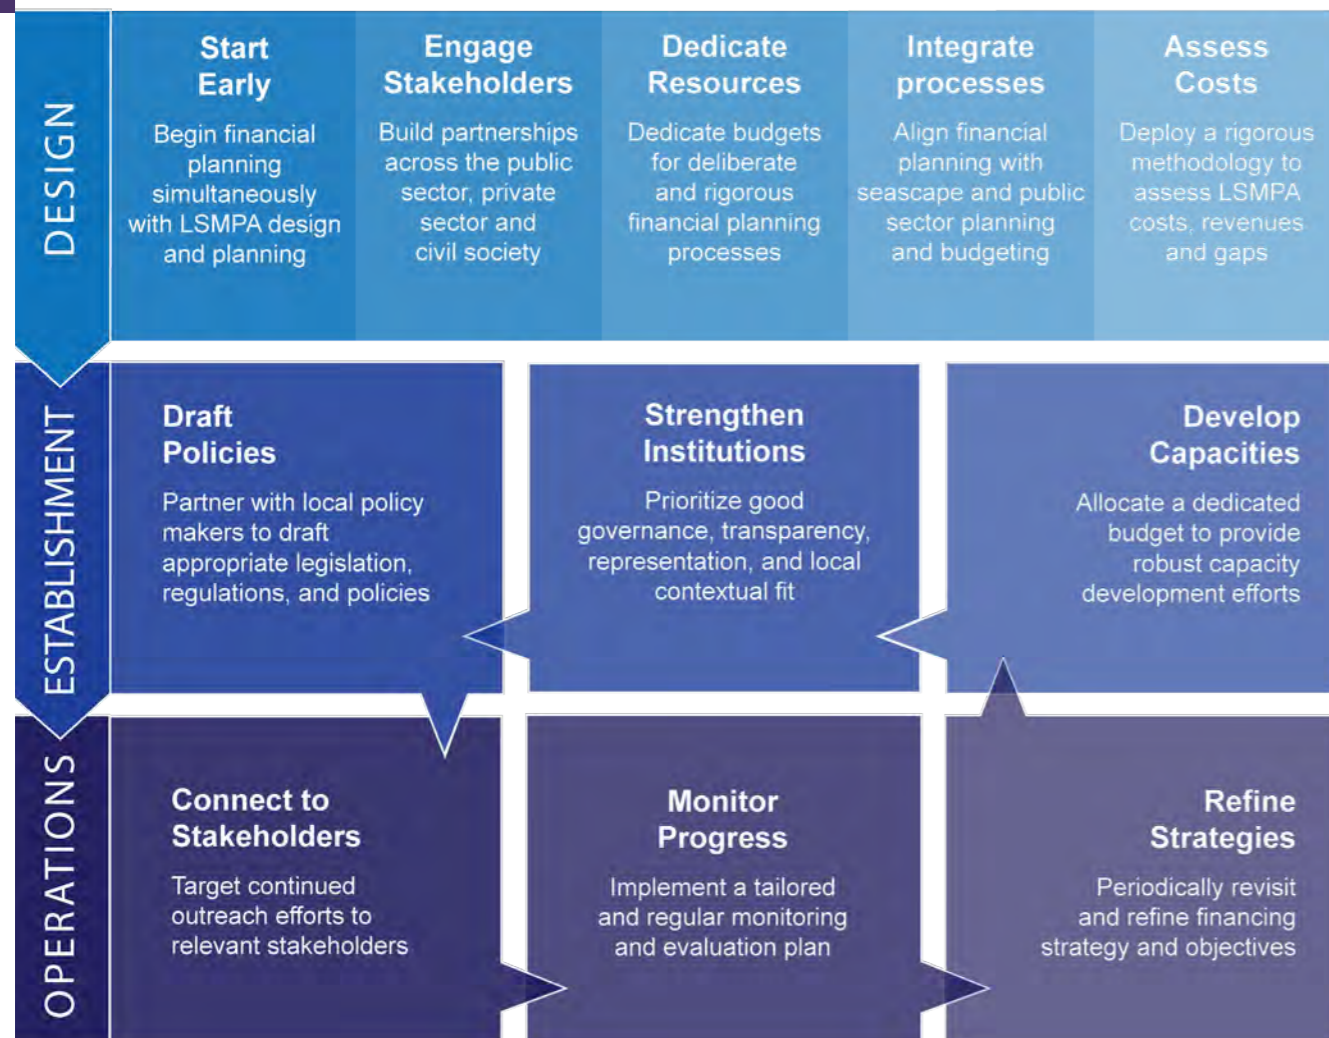 DESIGN
Start
Early
Begin financial
planning
simultaneously
with LSMPA design
and planning
Engage
Stakeholders
Build partnerships
across the public
sector, private
sector and
civil society
Dedicate
Resources
Dedicate budgets
for deliberate
and rigorous
financial planning
processes
Integrate
processes
Align financial
planning with
seascape and public
sector planning
and budgeting
Assess
Costs
Deploy a rigorous
methodology to
assess LSMPA
costs, revenues
and gaps
ESTABLISHMENT
Draft
Policies
Partner with local policy
makers to draft
appropriate legislation,
regulations, and policies
Strengthen
Institutions
Prioritize good
governance, transparency,
representation, and local
contextual fit
Develop
Capacities
Allocate a dedicated
budget to provide
robust capacity
development efforts
OPERATIONS
Connect to
Stakeholders
Target continued
outreach efforts to
relevant stakeholders
Monitor
Progress
Implement a tailored
and regular monitoring
and evaluation plan
Refine
Strategies
Periodically revisit
and refine financing
strategy and objectives